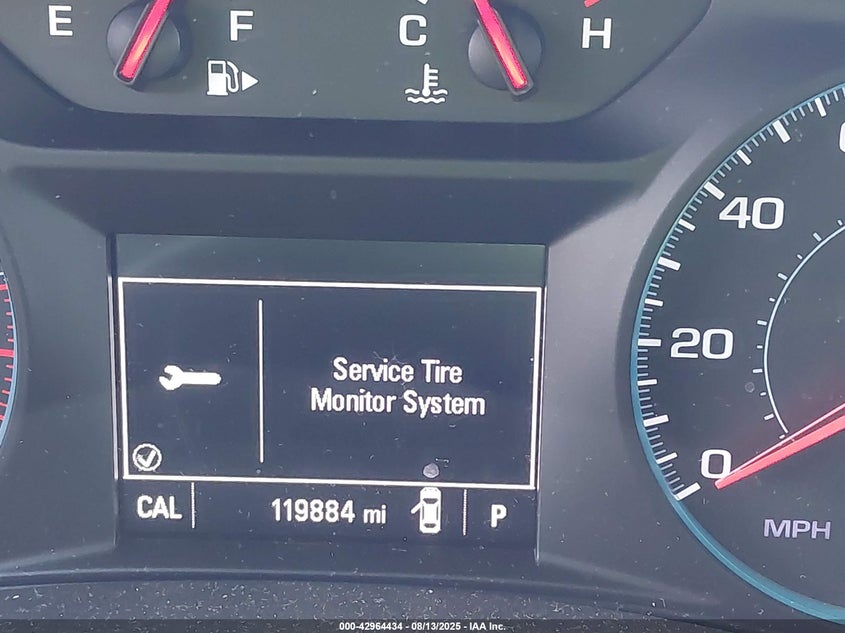 E F C H
40
20
0
MPH
Service Tire
Monitor System
CAL 119884 mi P
000-42964434 - 08/13/2025 - IAA Inc.